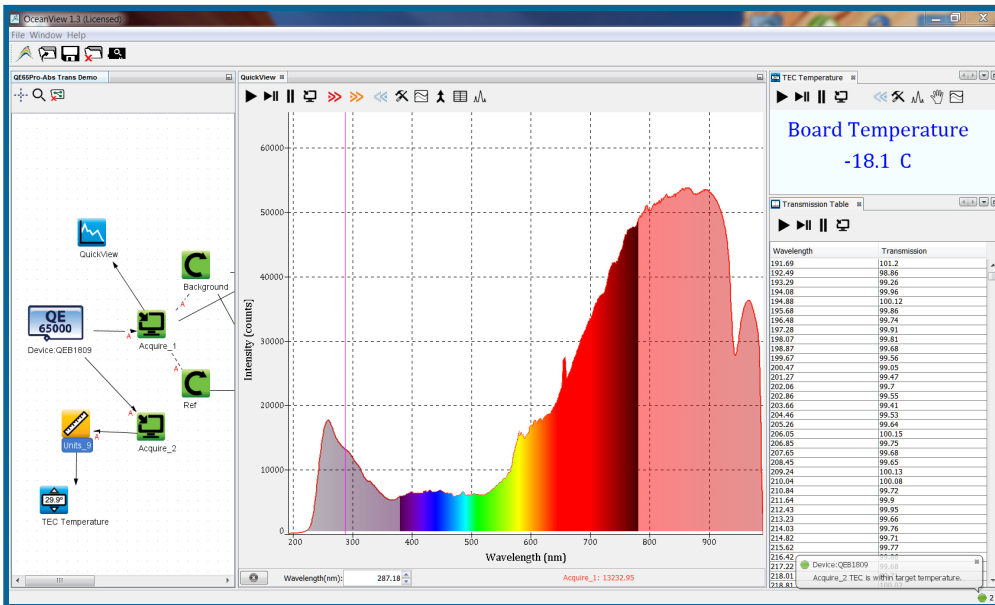 OceanView 1.3 (Licensed)
File Window Help
QE65Pro-Abs Trans Demo
QuickView
Background
QE
65000
Device:QEB1809
A
A
Acquire_1
A
A
Ref
Units_9
A
Acquire_2
29.9°
TEC Temperature
QuickView
60000
50000
40000
30000
20000
10000
0
Intensity (counts)
200 300 400 500 600 700 800 900
Wavelength (nm)
Wavelength(nm): 287.18
Acquire_1: 13232.95
TEC Temperature
Board Temperature
-18.1 C
Transmission Table
Wavelength Transmission
191.69 101.2
192.49 98.86
193.29 99.26
194.08 99.96
194.88 100.12
195.68 99.86
196.48 99.74
197.28 99.91
198.07 99.81
198.87 99.68
199.67 99.56
200.47 99.05
201.27 99.47
202.06 99.7
202.86 99.55
203.66 99.41
204.46 99.53
205.26 99.64
206.05 100.15
206.85 99.75
207.65 99.68
208.45 99.65
209.24 100.13
210.04 100.08
210.84 99.72
211.64 99.9
212.43 99.95
213.23 99.66
214.03 99.76
214.82 99.71
215.62 99.77
216.42
217.22
218.01
218.81
Device:QEB1809
Acquire_2 TEC is within target temperature.
2